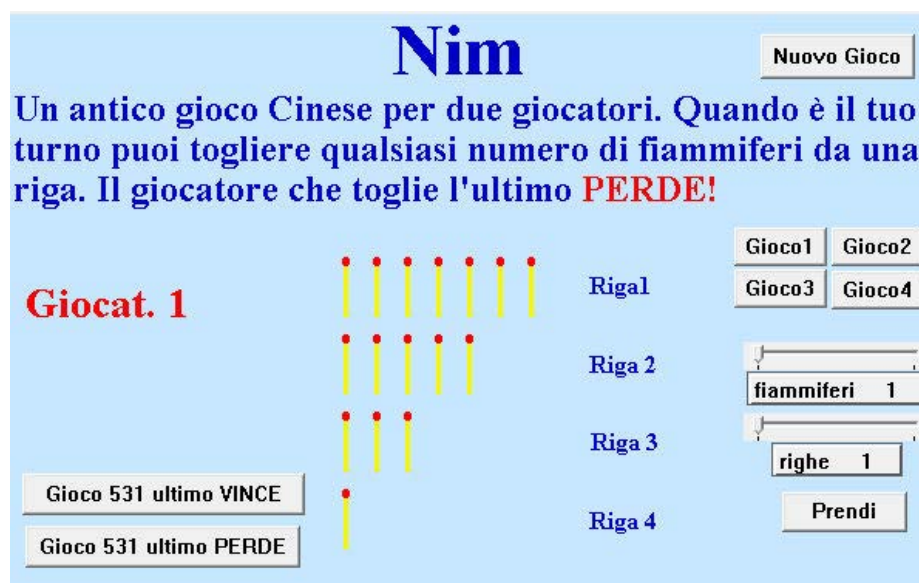 Nim
Nuovo Gioco
Un antico gioco Cinese per due giocatori. Quando è il tuo
turno puoi togliere qualsiasi numero di fiammiferi da una
riga. Il giocatore che toglie l'ultimo PERDE!
Gioco1 Gioco2
Gioco3 Gioco4
Giocat. 1
Riga1
Riga 2
fiammiferi 1
Riga 3
righe 1
Gioco 531 ultimo VINCE
Riga 4
Prendi
Gioco 531 ultimo PERDE